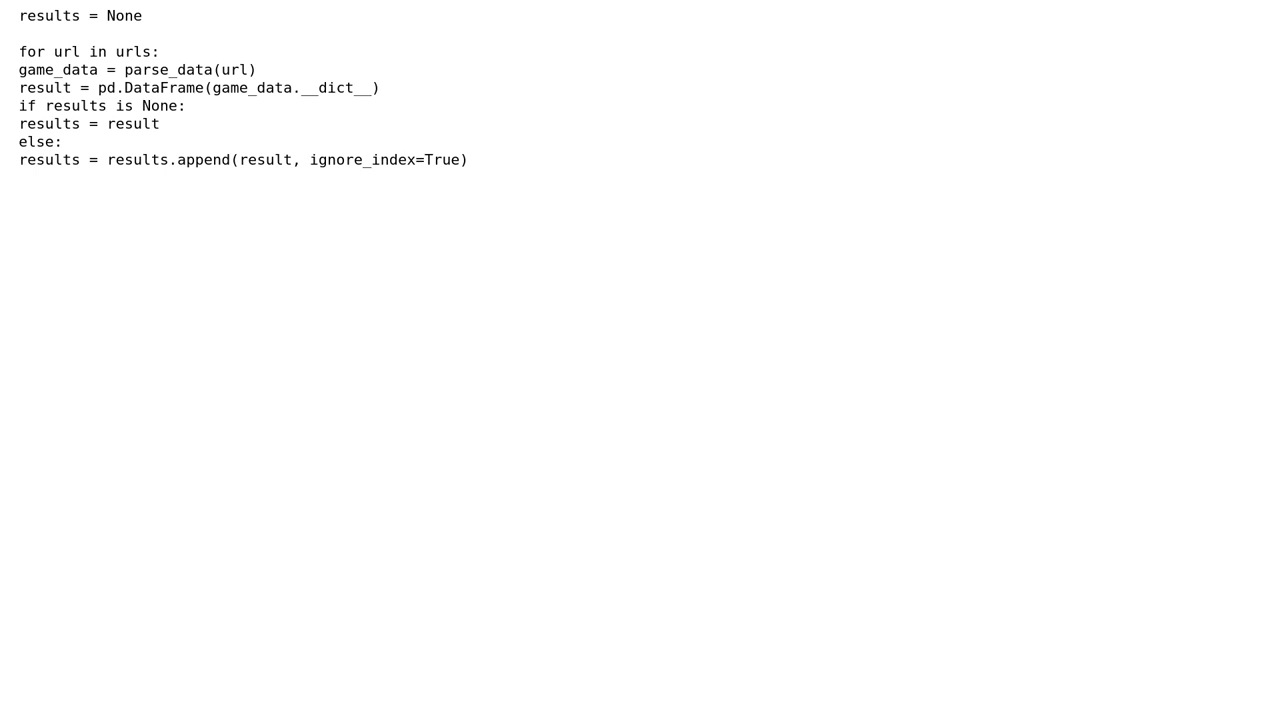 results = None

for url in urls:
game_data = parse_data(url)
result = pd.DataFrame(game_data.__dict__)
if results is None:
results = result
else:
results = results.append(result, ignore_index=True)